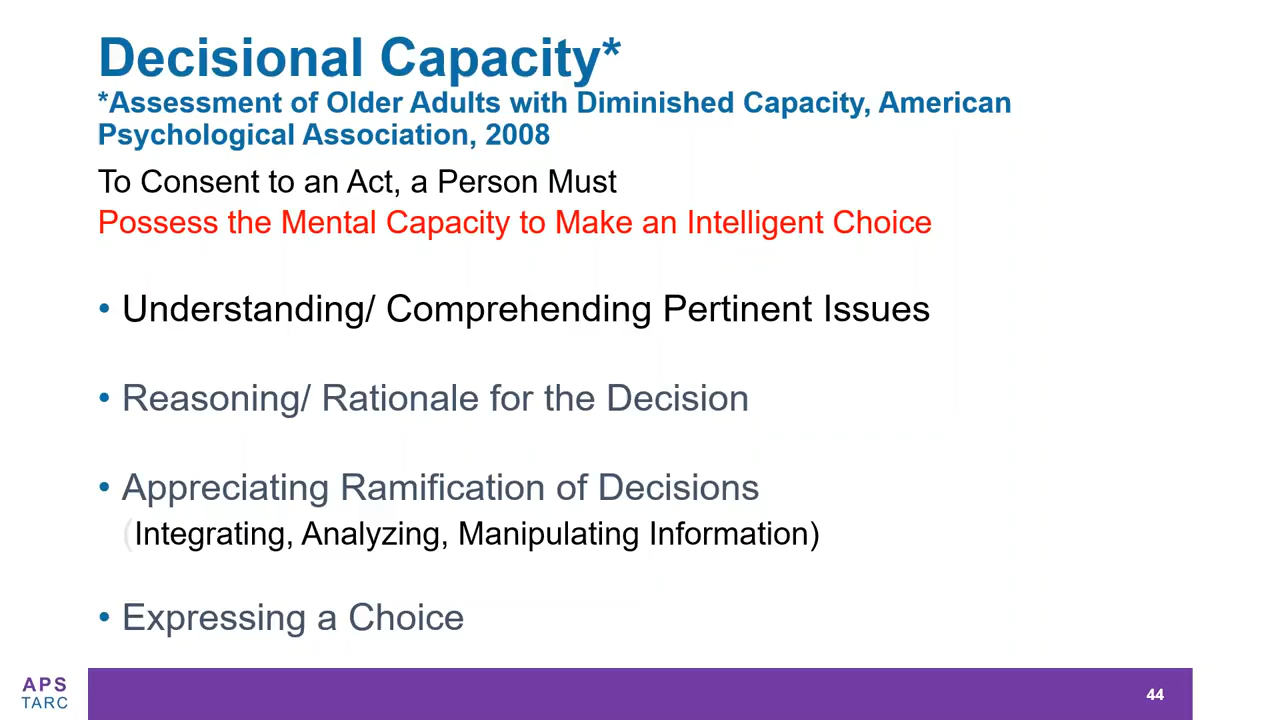 Decisional Capacity*
*Assessment of Older Adults with Diminished Capacity, American
Psychological Association, 2008
To Consent to an Act, a Person Must
Possess the Mental Capacity to Make an Intelligent Choice
• Understanding/ Comprehending Pertinent Issues
• Reasoning/ Rationale for the Decision
• Appreciating Ramification of Decisions
(Integrating, Analyzing, Manipulating Information)
• Expressing a Choice
APS
TARC
44